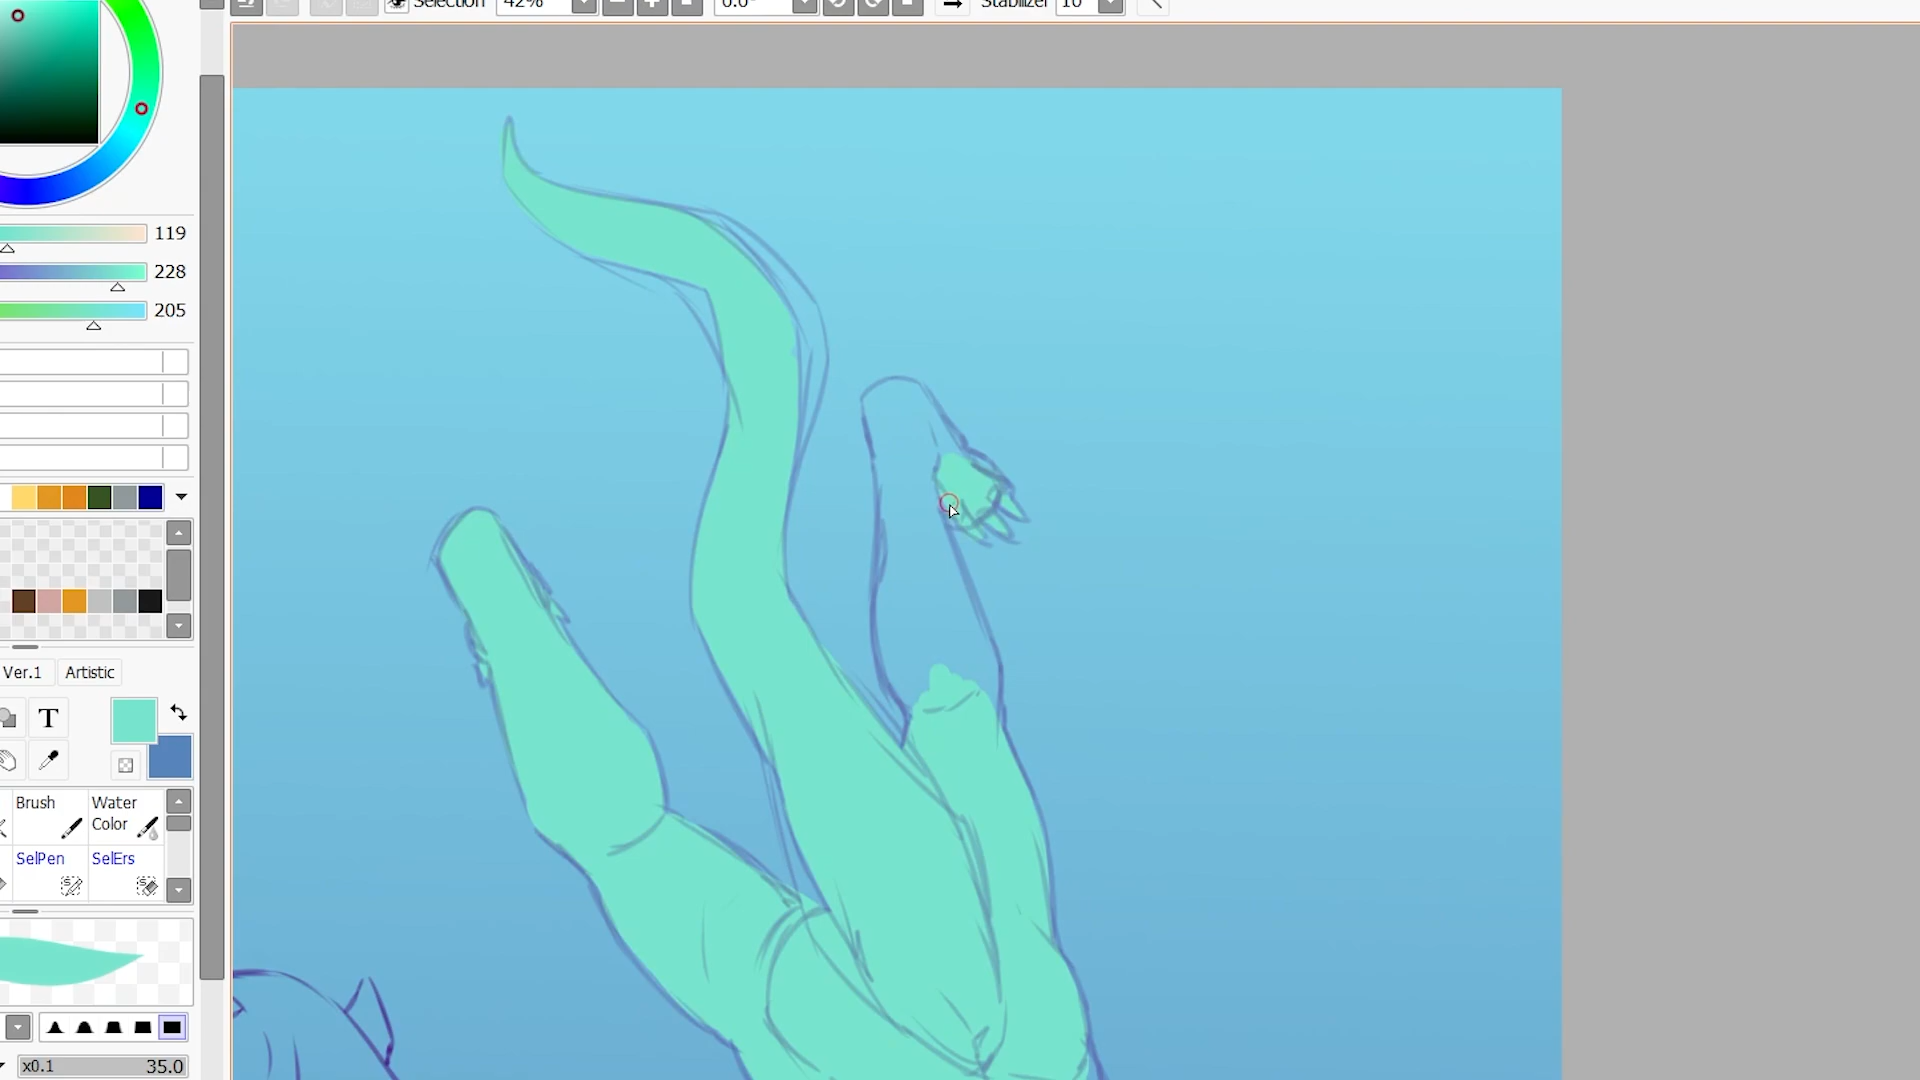 Selection 42% 0.0° Stabilizer 10
119
228
205
Ver.1 Artistic
T
Brush Water
Color
SelPen SelErs
x0.1 35.0